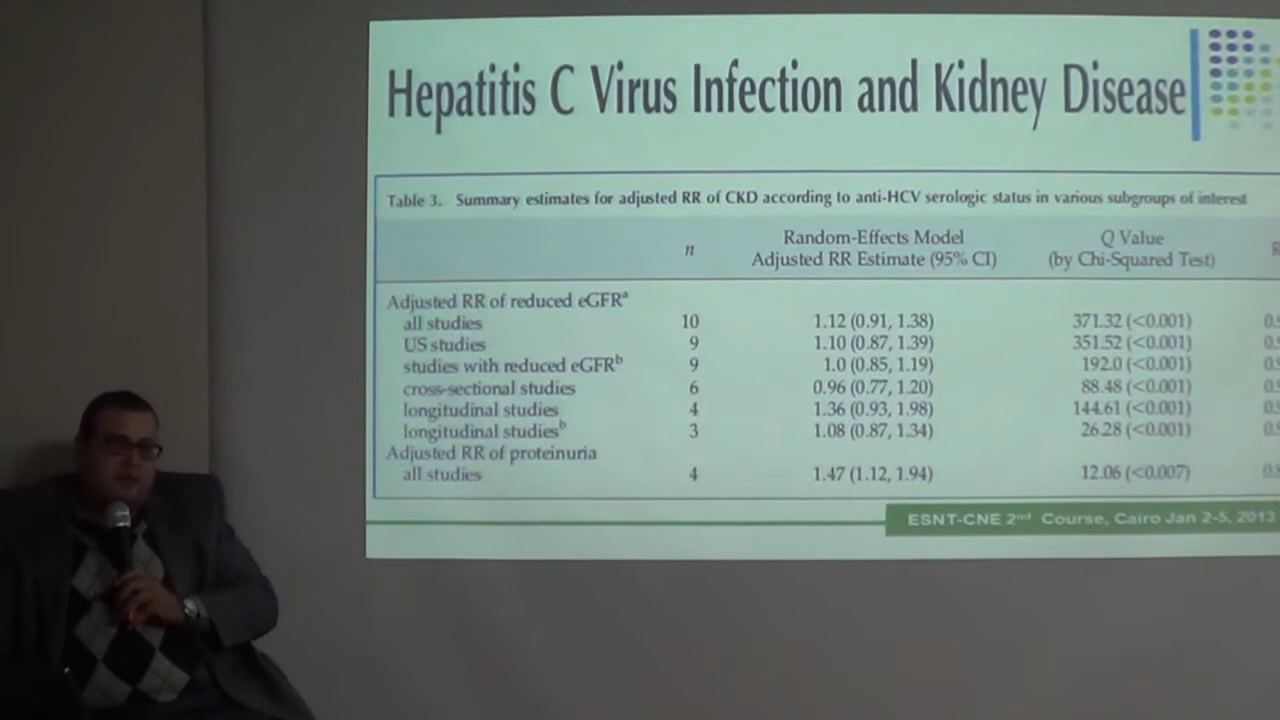 Hepatitis C Virus Infection and Kidney Disease
Table 3. Summary estimates for adjusted RR of CKD according to anti-HCV serologic status in various subgroups of interest
n
Random-Effects Model
Adjusted RR Estimate (95% CI)
Q Value
(by Chi-Squared Test)
Adjusted RR of reduced eGFRᵃ
all studies 10 1.12 (0.91, 1.38) 371.32 (<0.001)
US studies 9 1.10 (0.87, 1.39) 351.52 (<0.001)
studies with reduced eGFRᵇ 9 1.0 (0.85, 1.19) 192.0 (<0.001)
cross-sectional studies 6 0.96 (0.77, 1.20) 88.48 (<0.001)
longitudinal studies 4 1.36 (0.93, 1.98) 144.61 (<0.001)
longitudinal studiesᵇ 3 1.08 (0.87, 1.34) 26.28 (<0.001)
Adjusted RR of proteinuria
all studies 4 1.47 (1.12, 1.94) 12.06 (<0.007)
ESNT-CNE 2ⁿᵈ Course, Cairo Jan 2-5, 2013